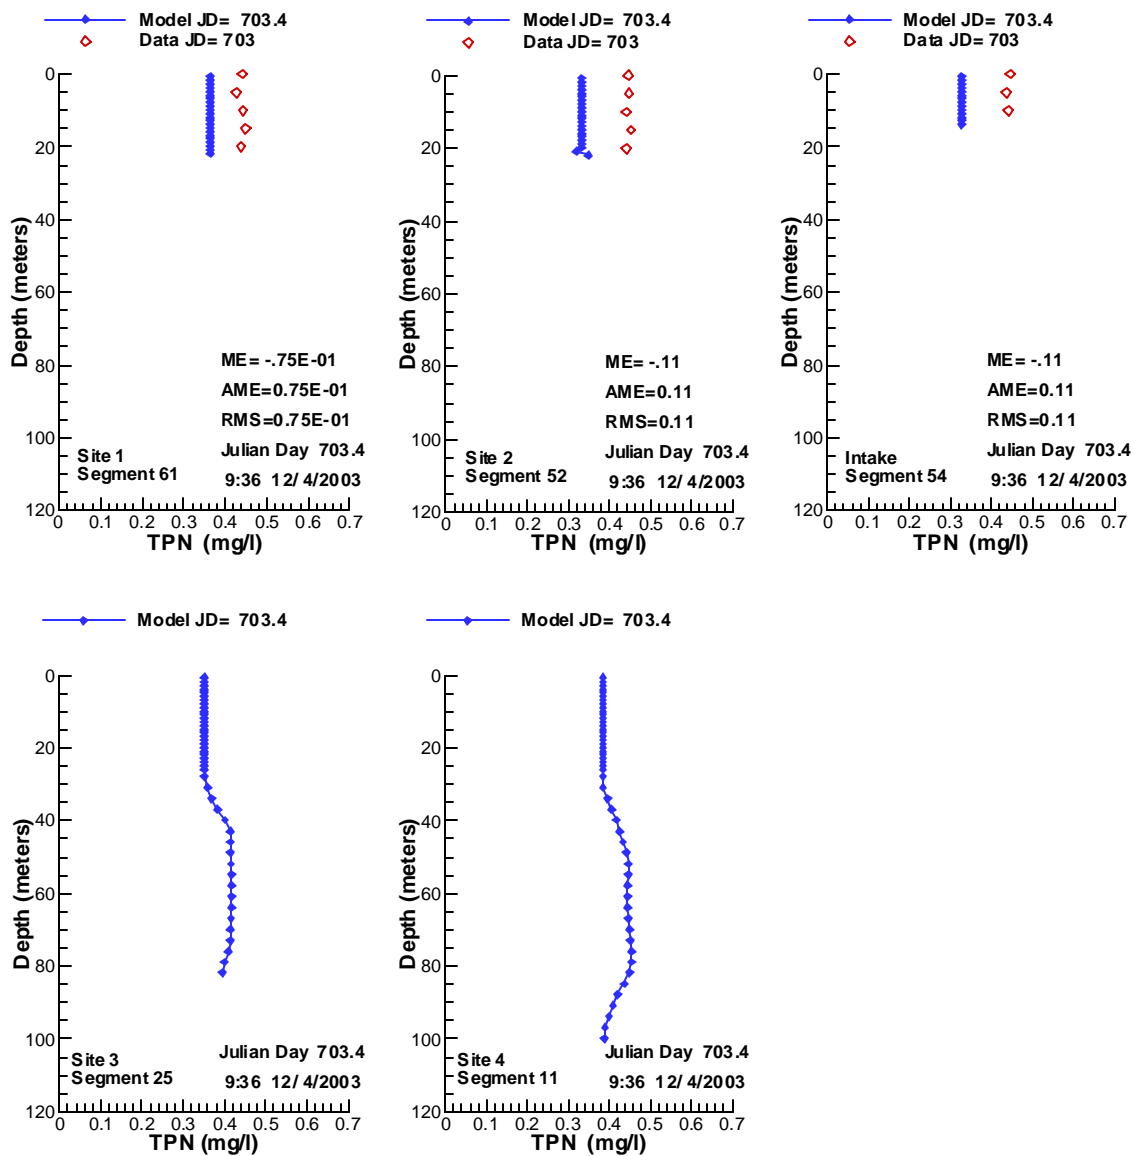 Model JD= 703.4
Data JD= 703
0
20
40
60
80
100
120
Depth (meters)
ME= -.75E-01
AME=0.75E-01
RMS=0.75E-01
Julian Day 703.4
9:36 12/ 4/2003
Site 1
Segment 61
0 0.1 0.2 0.3 0.4 0.5 0.6 0.7
TPN (mg/l)
Model JD= 703.4
Data JD= 703
0
20
40
60
80
100
120
Depth (meters)
ME= -.11
AME=0.11
RMS=0.11
Julian Day 703.4
9:36 12/ 4/2003
Site 2
Segment 52
0 0.1 0.2 0.3 0.4 0.5 0.6 0.7
TPN (mg/l)
Model JD= 703.4
Data JD= 703
0
20
40
60
80
100
120
Depth (meters)
ME= -.11
AME=0.11
RMS=0.11
Julian Day 703.4
9:36 12/ 4/2003
Intake
Segment 54
0 0.1 0.2 0.3 0.4 0.5 0.6 0.7
TPN (mg/l)
Model JD= 703.4
0
20
40
60
80
100
120
Depth (meters)
Julian Day 703.4
9:36 12/ 4/2003
Site 3
Segment 25
0 0.1 0.2 0.3 0.4 0.5 0.6 0.7
TPN (mg/l)
Model JD= 703.4
0
20
40
60
80
100
120
Depth (meters)
Julian Day 703.4
9:36 12/ 4/2003
Site 4
Segment 11
0 0.1 0.2 0.3 0.4 0.5 0.6 0.7
TPN (mg/l)